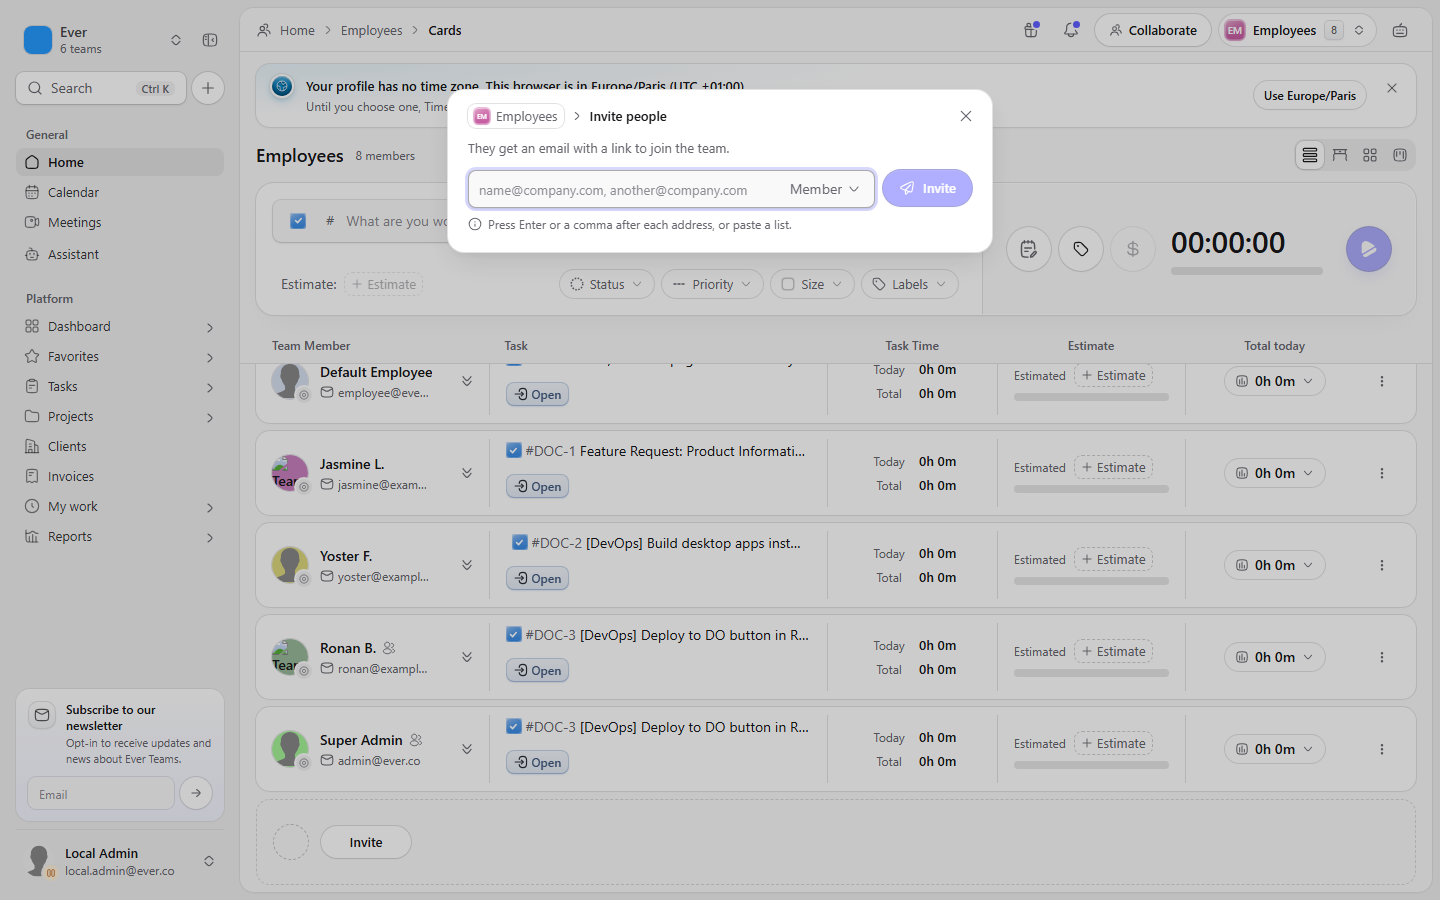 Ever
6 teams
Search
Ctrl K
General
Home
Calendar
Meetings
Assistant
Platform
Dashboard
Favorites
Tasks
Projects
Clients
Invoices
My work
Reports
Subscribe to our
newsletter
Opt-in to receive updates and
news about Ever Teams.
Email
Local Admin
local.admin@ever.co
Home
Employees
Cards
Collaborate
EM
Employees
8
Your profile has no time zone. This browser is in Europe/Paris (UTC +01:00)
Until you choose one, Time
Use Europe/Paris
Employees
8 members
EM
Employees
Invite people
They get an email with a link to join the team.
name@company.com, another@company.com
Member
Invite
Press Enter or a comma after each address, or paste a list.
# What are you wo
Estimate:
+ Estimate
Status
Priority
Size
Labels
$
00:00:00
Team Member
Task
Task Time
Estimate
Total today
Default Employee
employee@eve...
Open
Today 0h 0m
Total 0h 0m
Estimated + Estimate
0h 0m
Jasmine L.
jasmine@exam...
#DOC-1 Feature Request: Product Informati...
Open
Today 0h 0m
Total 0h 0m
Estimated + Estimate
0h 0m
Yoster F.
yoster@exampl...
#DOC-2 [DevOps] Build desktop apps inst...
Open
Today 0h 0m
Total 0h 0m
Estimated + Estimate
0h 0m
Ronan B.
ronan@exampl...
#DOC-3 [DevOps] Deploy to DO button in R...
Open
Today 0h 0m
Total 0h 0m
Estimated + Estimate
0h 0m
Super Admin
admin@ever.co
#DOC-3 [DevOps] Deploy to DO button in R...
Open
Today 0h 0m
Total 0h 0m
Estimated + Estimate
0h 0m
Invite